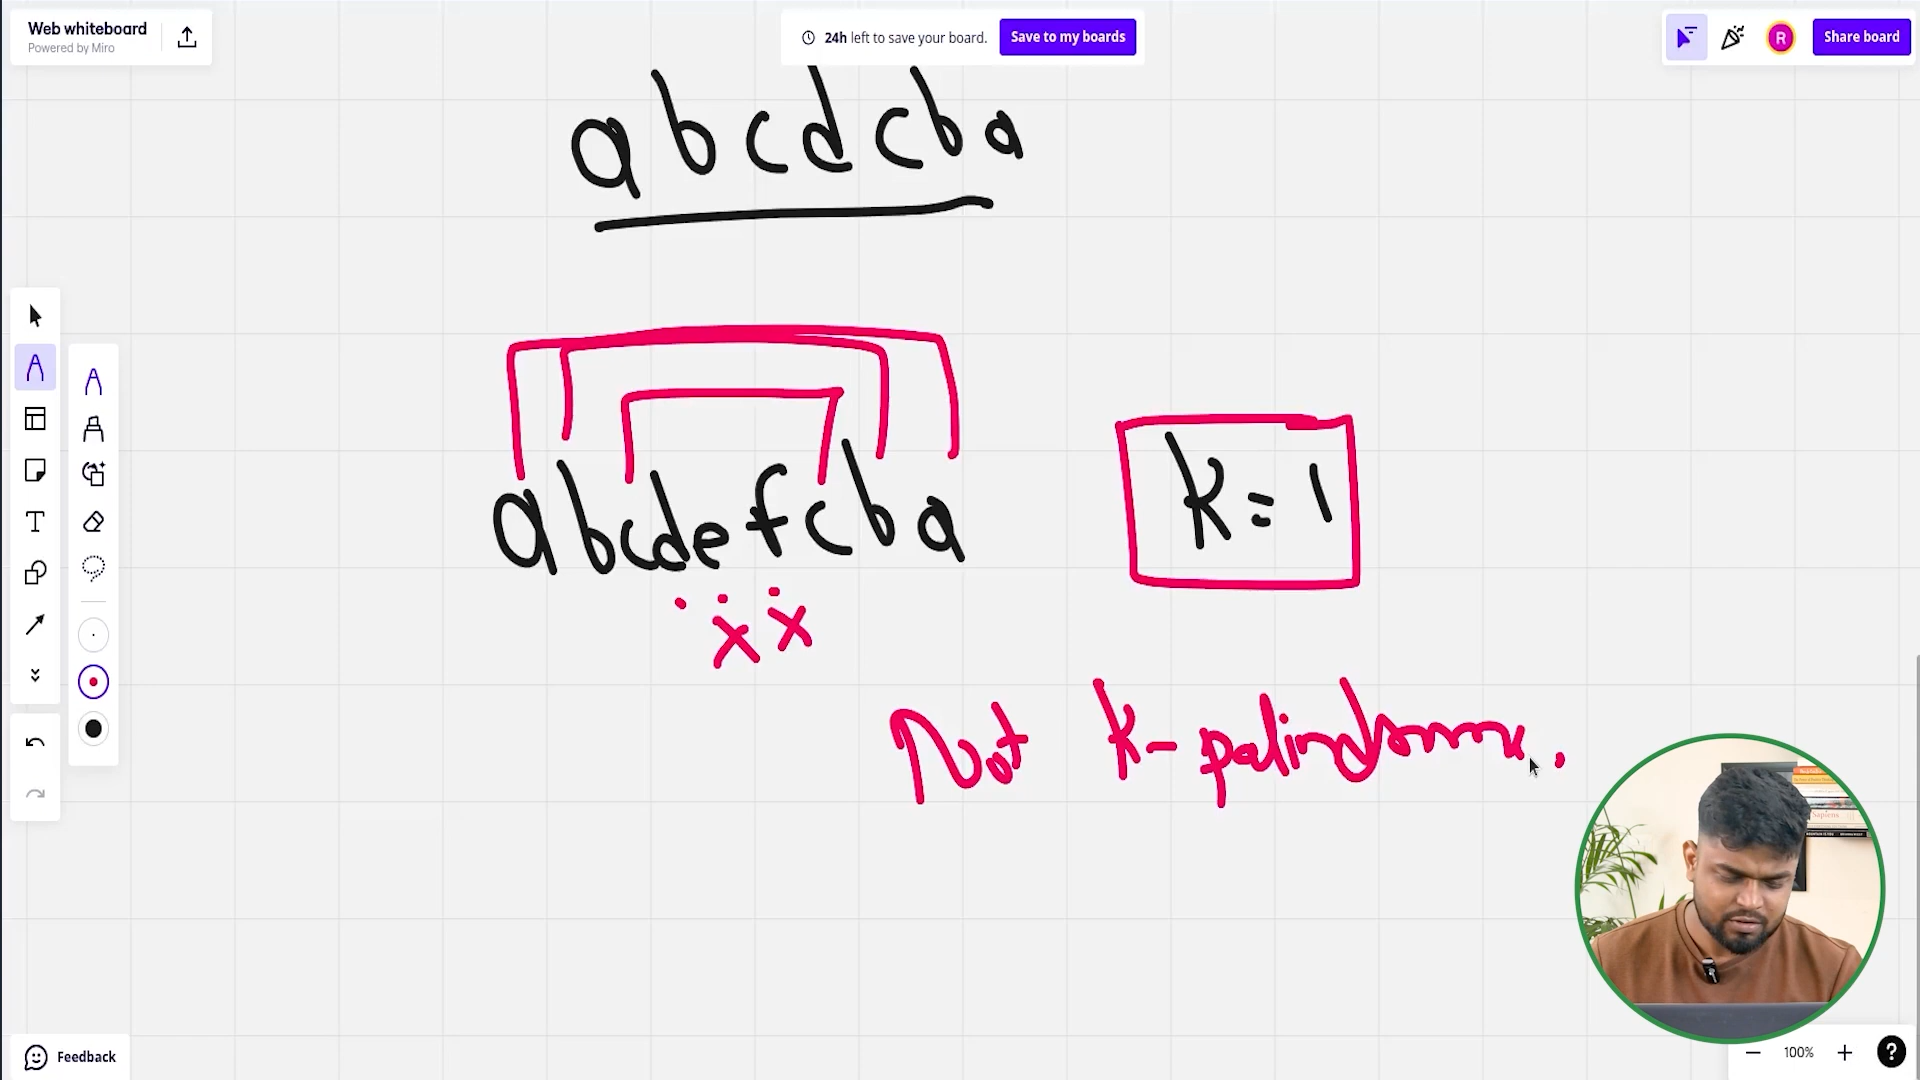 Web whiteboard
Powered by Miro
24h left to save your board.
Save to my boards
R
Share board
abcdcba
abcdefcba
k=1
x x
Not k-palindrome.
T
Sapiens
Feedback
100%
?